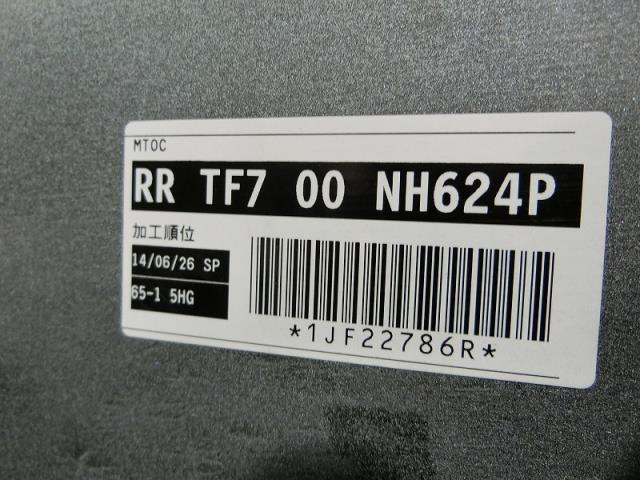 MTOC
RR TF7 00 NH624P
加工順位
14/06/26 SP
65-1 5HG
*1JF22786R*